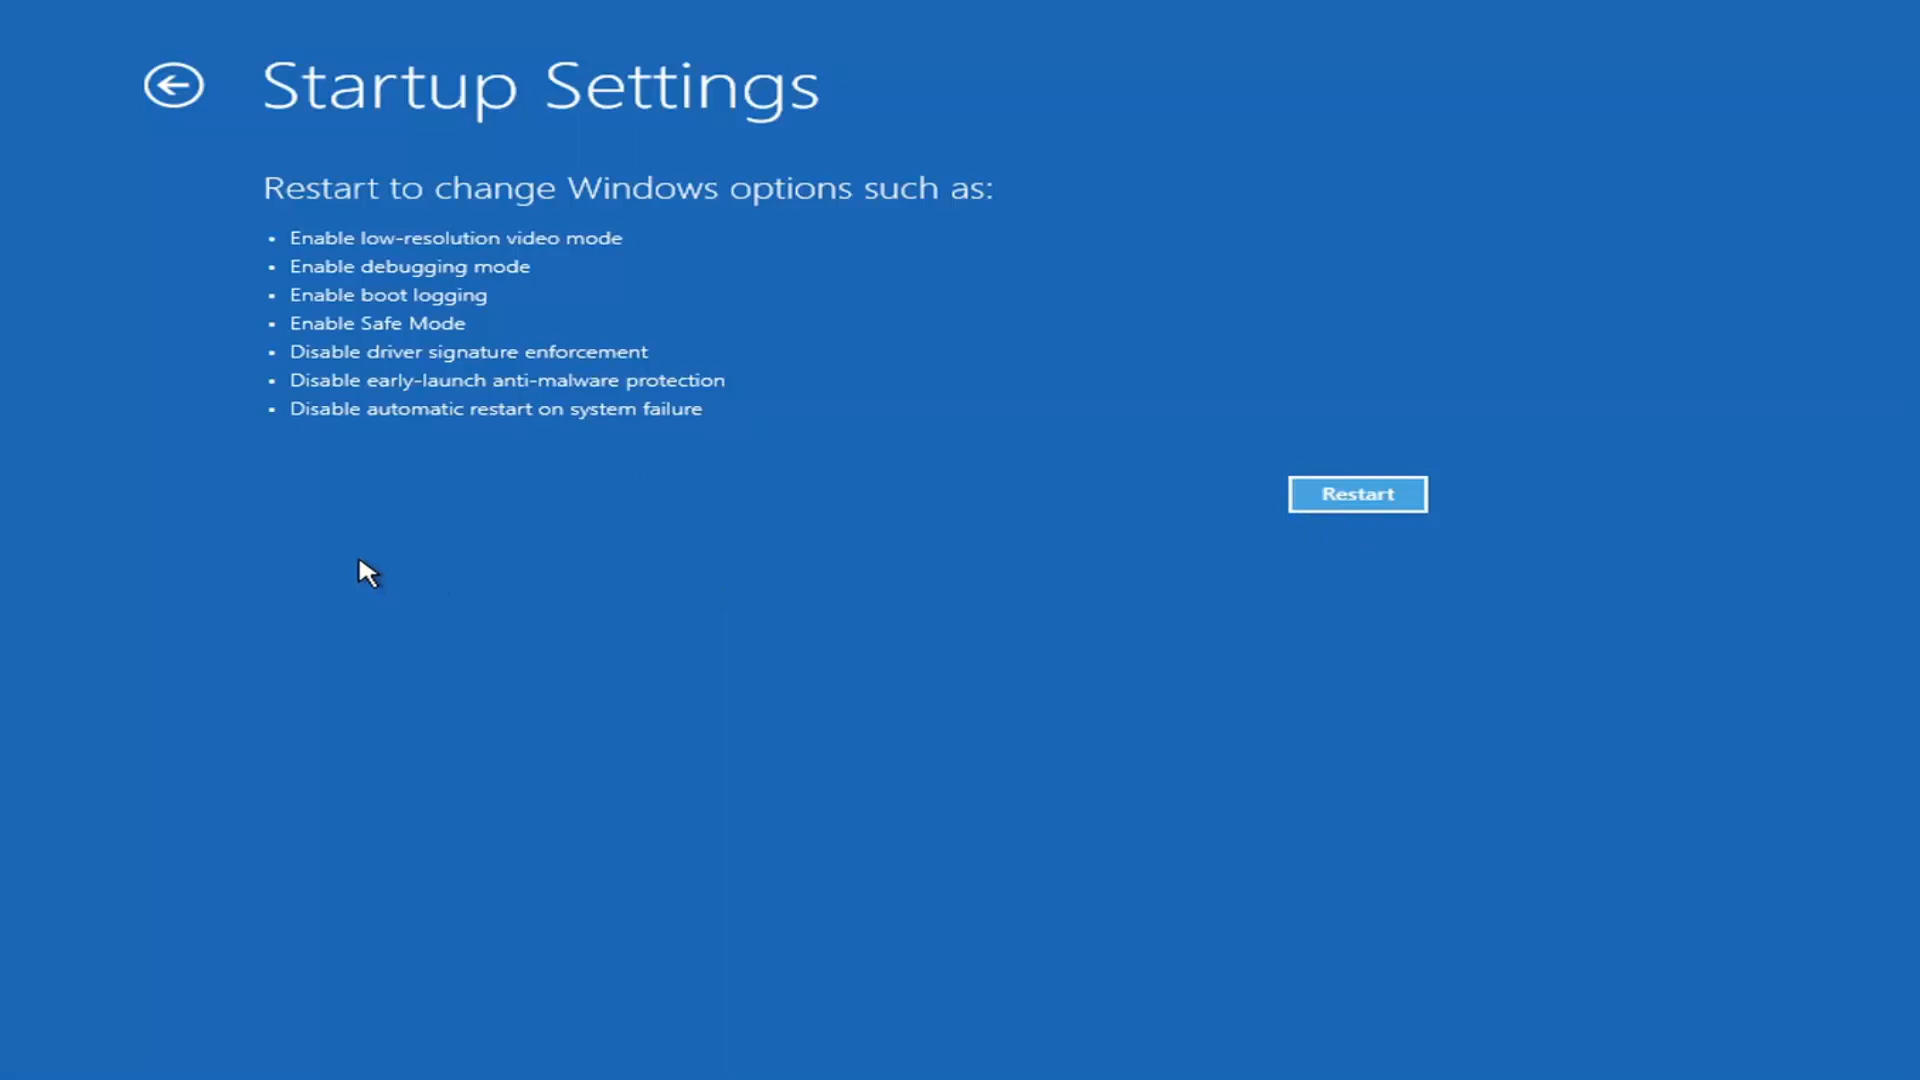 Startup Settings
Restart to change Windows options such as:
• Enable low-resolution video mode
• Enable debugging mode
• Enable boot logging
• Enable Safe Mode
• Disable driver signature enforcement
• Disable early-launch anti-malware protection
• Disable automatic restart on system failure
Restart